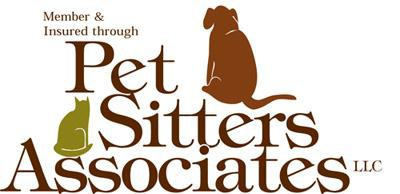 Member &
Insured through
Pet
Sitters
Associates LLC